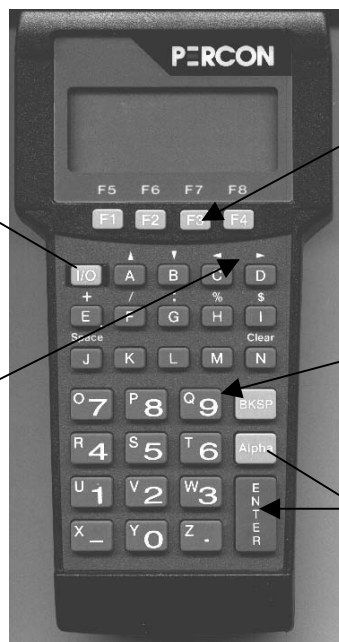 PERCON
F5 F6 F7 F8
F1 F2 F3 F4
▲ ▼ ◄ ►
I/O A B C D
+ / : % $
E F G H I
Space Clear
J K L M N
O 7 P 8 Q 9 BKSP
R 4 S 5 T 6 Alpha
U 1 V 2 W 3 ENTER
X – Y 0 Z .